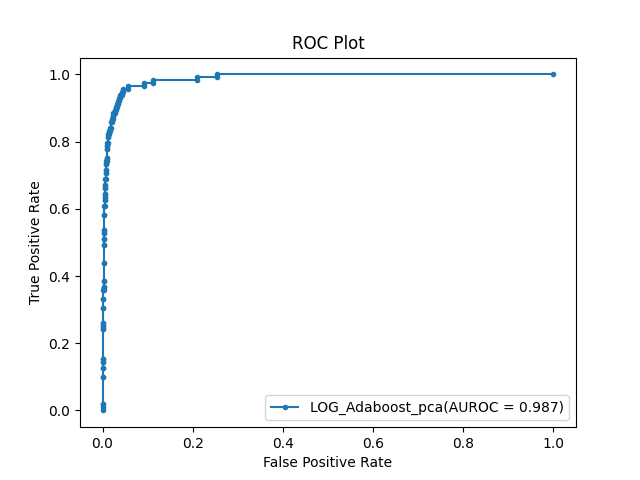 ROC Plot
1.0
0.8
0.6
0.4
0.2
0.0
True Positive Rate
LOG_Adaboost_pca(AUROC = 0.987)
0.0 0.2 0.4 0.6 0.8 1.0
False Positive Rate